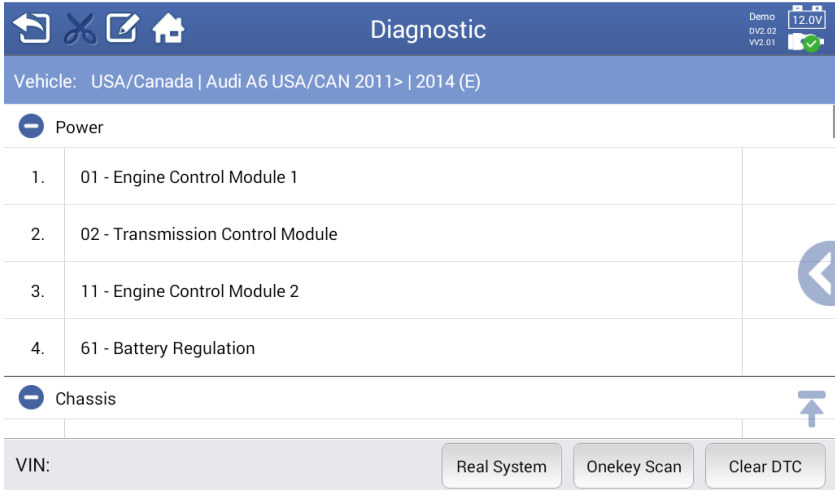 Diagnostic
Demo
DV2.02
VV2.01
12.0V
Vehicle: USA/Canada | Audi A6 USA/CAN 2011> | 2014 (E)
Power
1. 01 - Engine Control Module 1
2. 02 - Transmission Control Module
3. 11 - Engine Control Module 2
4. 61 - Battery Regulation
Chassis
VIN: Real System Onekey Scan Clear DTC